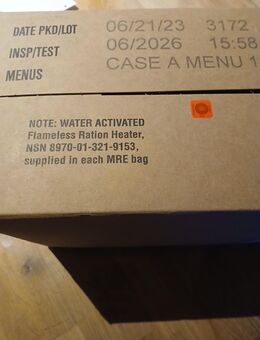 DATE PKD/LOT 06/21/23 3172
INSP/TEST 06/2026 15:58
MENUS CASE A MENU 1
NOTE: WATER ACTIVATED
Flameless Ration Heater,
NSN 8970-01-321-9153,
supplied in each MRE bag